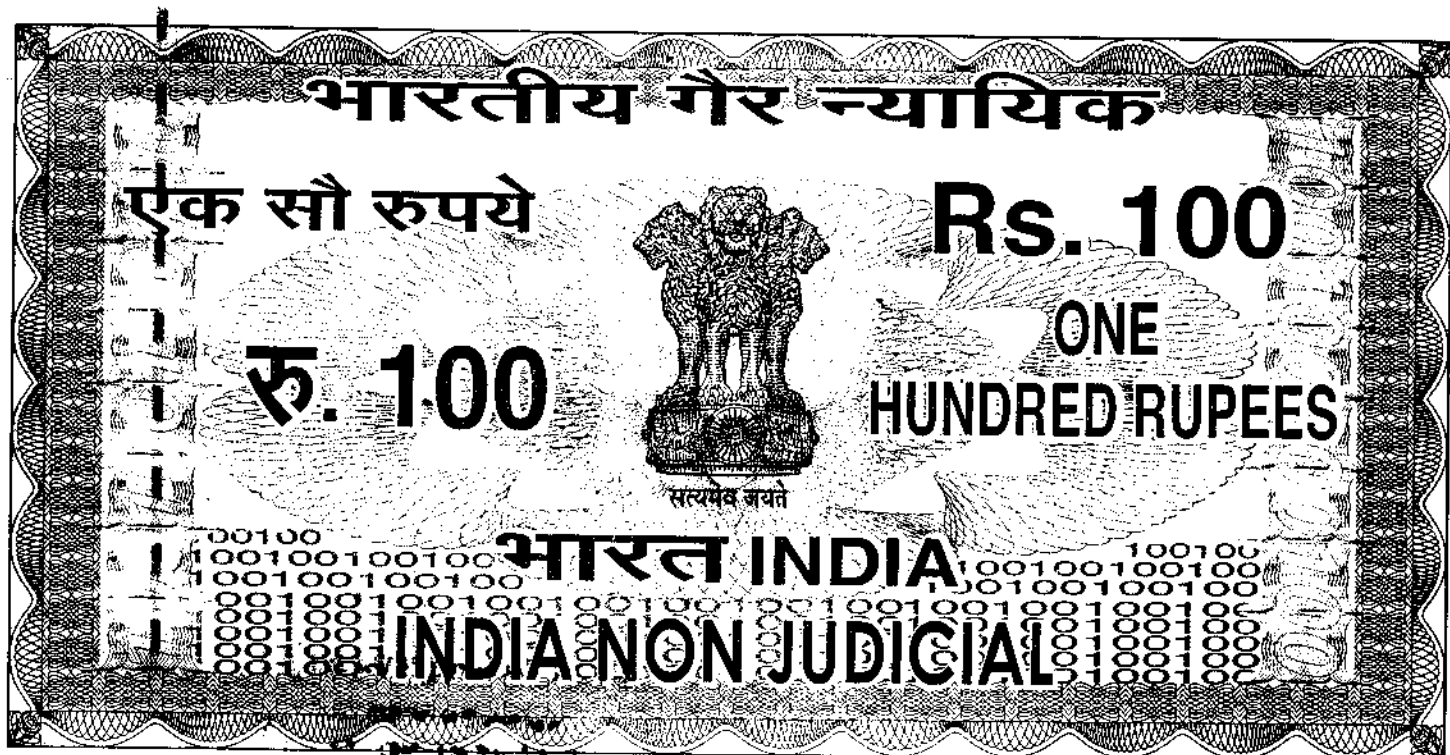 भारतीय गैर न्यायिक
एक सौ रुपये
Rs. 100
रु. 100
ONE
HUNDRED RUPEES
सत्यमेव जयते
भारत INDIA
INDIA NON JUDICIAL